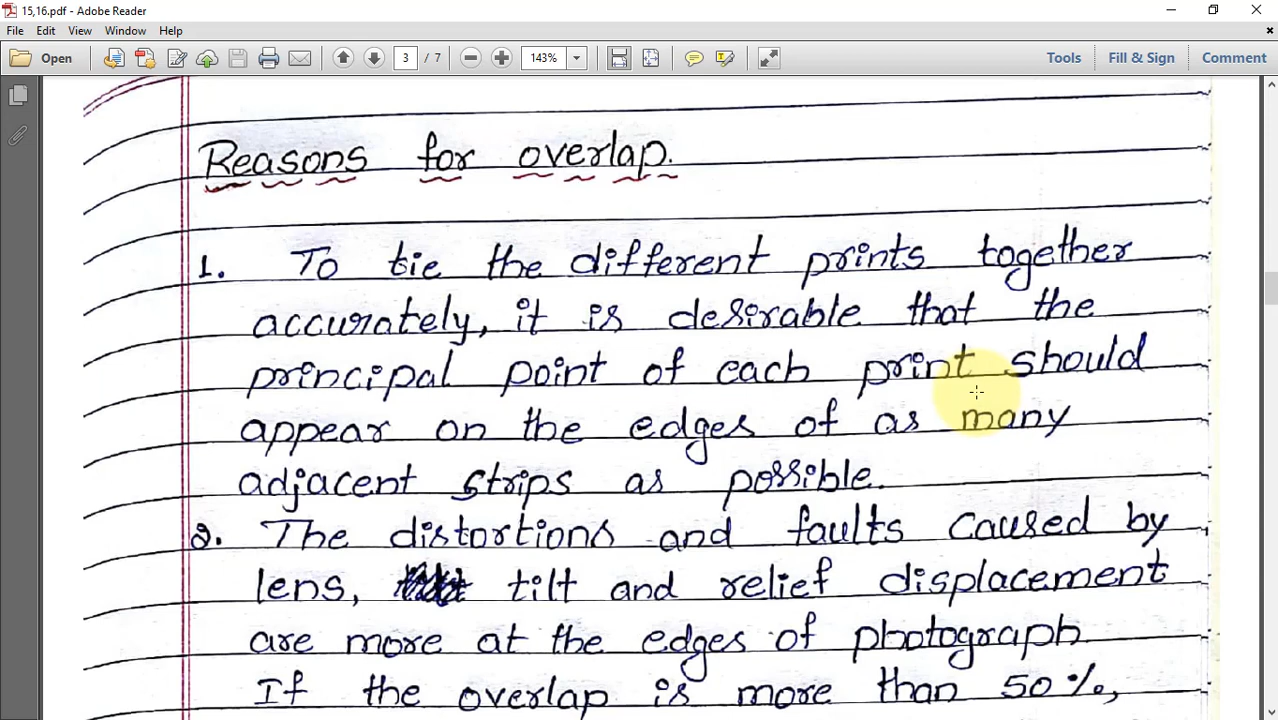 15,16.pdf - Adobe Reader
File Edit View Window Help
Open 3 / 7 143% Tools Fill & Sign Comment
Reasons for overlap.
1. To tie the different prints together
accurately, it is desirable that the
principal point of each print should
appear on the edges of as many
adjacent strips as possible.
2. The distortions and faults caused by
lens, tilt and relief displacement
are more at the edges of photograph
If the overlap is more than 50%,